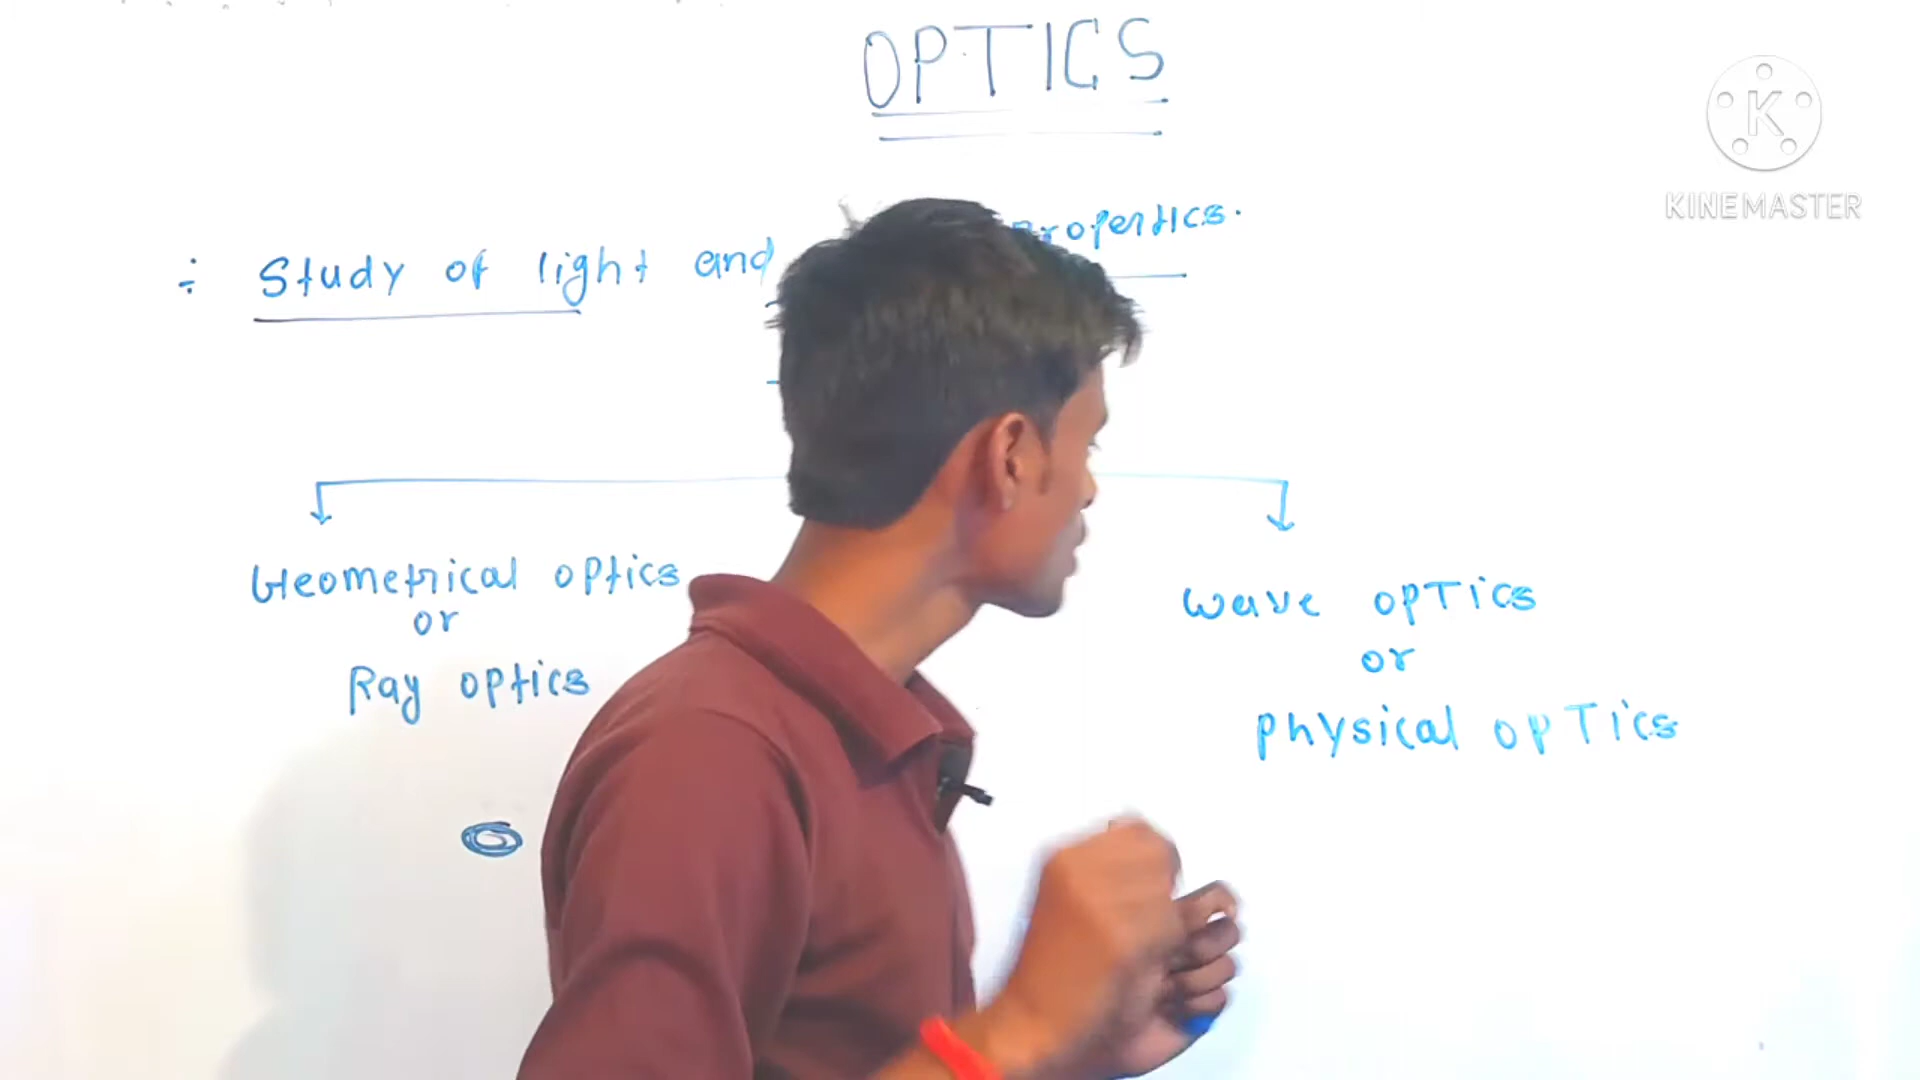 OPTICS
÷ Study of light and Properties.
Geometrical optics
or
Ray optics
wave opTics
or
physical opTics
K
KINEMASTER